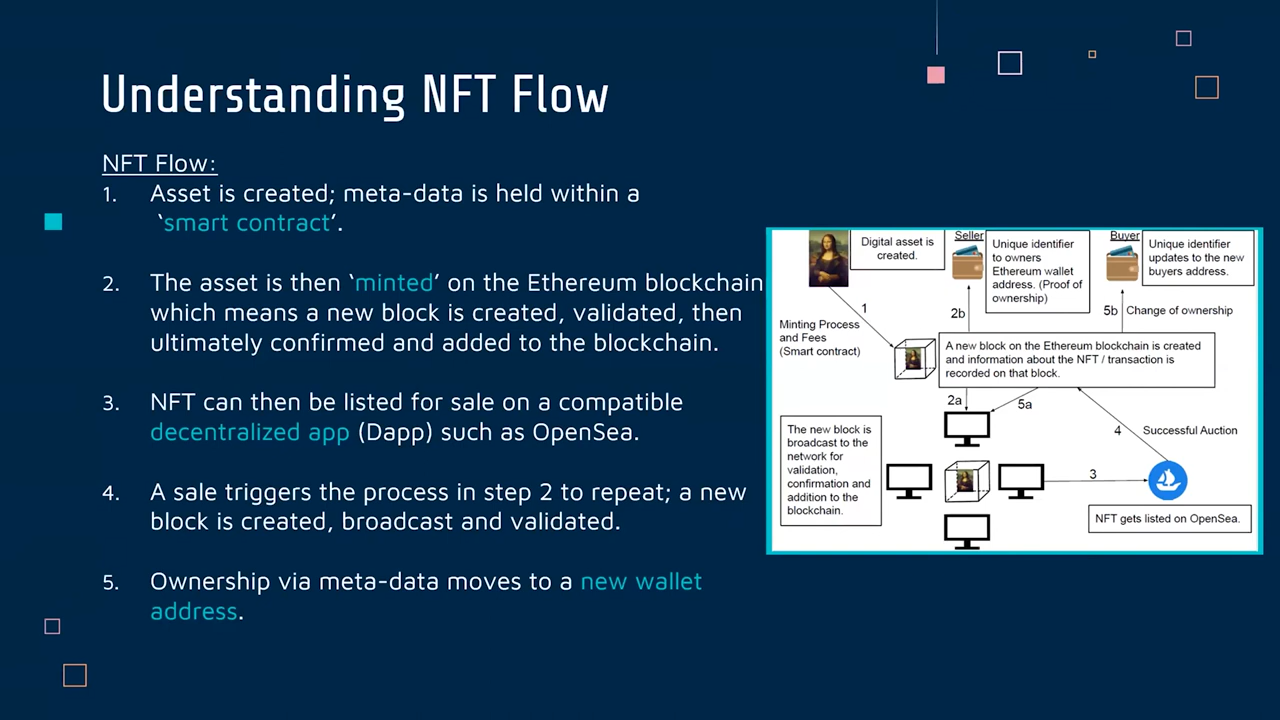 Understanding NFT Flow
NFT Flow:
1. Asset is created; meta-data is held within a
‘smart contract’.
2. The asset is then ‘minted’ on the Ethereum blockchain
which means a new block is created, validated, then
ultimately confirmed and added to the blockchain.
3. NFT can then be listed for sale on a compatible
decentralized app (Dapp) such as OpenSea.
4. A sale triggers the process in step 2 to repeat; a new
block is created, broadcast and validated.
5. Ownership via meta-data moves to a new wallet
address.
Digital asset is
created.
Seller
Unique identifier
to owners
Ethereum wallet
address. (Proof of
ownership)
Buyer
Unique identifier
updates to the new
buyers address.
1
Minting Process
and Fees
(Smart contract)
2b
5b
Change of ownership
A new block on the Ethereum blockchain is created
and information about the NFT / transaction is
recorded on that block.
2a
5a
4
Successful Auction
The new block is
broadcast to the
network for
validation,
confirmation and
addition to the
blockchain.
3
NFT gets listed on OpenSea.